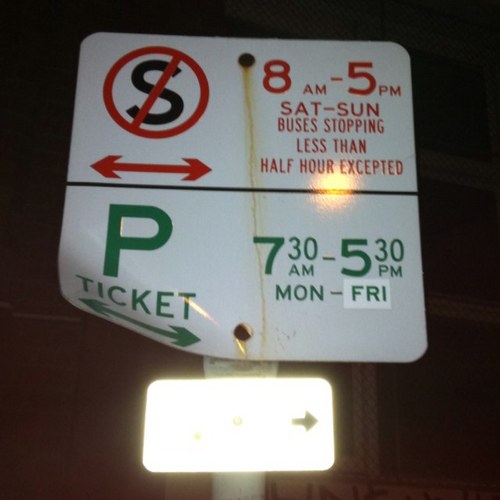 S
8 AM - 5 PM
SAT-SUN
BUSES STOPPING
LESS THAN
HALF HOUR EXCEPTED
P
TICKET
7 30 AM - 5 30 PM
MON - FRI